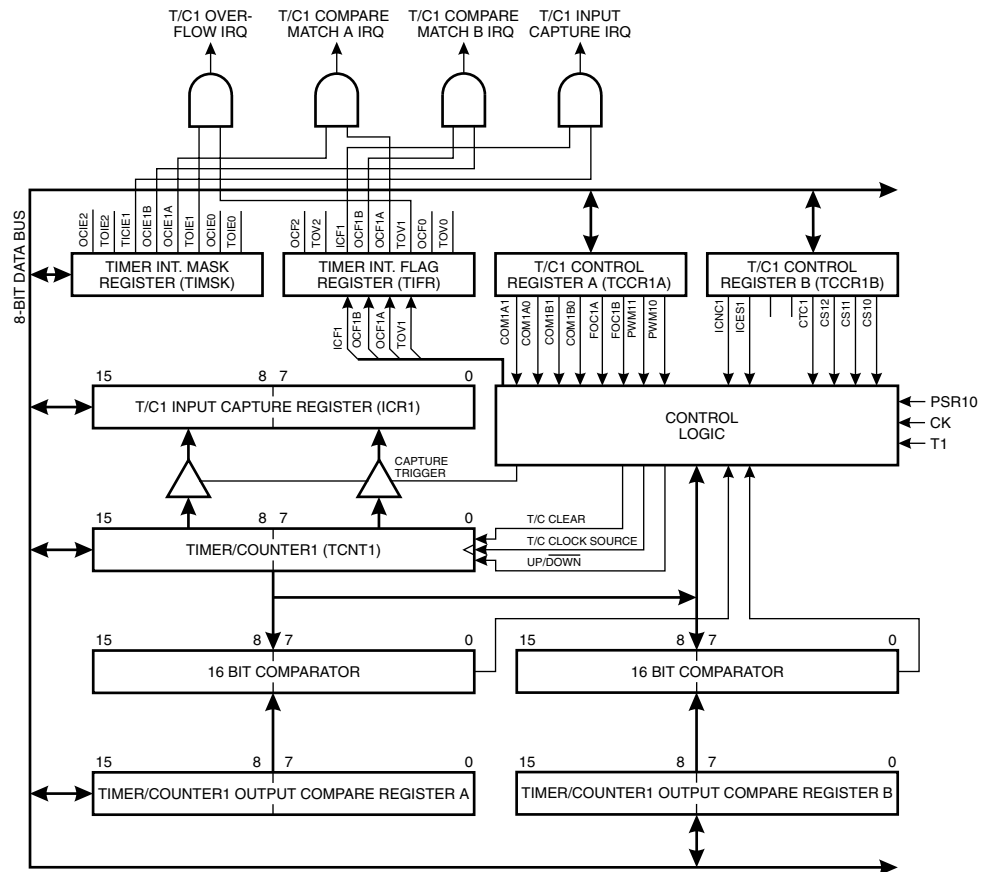 T/C1 OVER-
FLOW IRQ
T/C1 COMPARE
MATCH A IRQ
T/C1 COMPARE
MATCH B IRQ
T/C1 INPUT
CAPTURE IRQ
8-BIT DATA BUS
OCIE2
TOIE2
TICIE1
OCIE1B
OCIE1A
TOIE1
OCIE0
TOIE0
OCF2
TOV2
ICF1
OCF1B
OCF1A
TOV1
OCF0
TOV0
TIMER INT. MASK
REGISTER (TIMSK)
TIMER INT. FLAG
REGISTER (TIFR)
T/C1 CONTROL
REGISTER A (TCCR1A)
T/C1 CONTROL
REGISTER B (TCCR1B)
ICF1
OCF1B
OCF1A
TOV1
COM1A1
COM1A0
COM1B1
COM1B0
FOC1A
FOC1B
PWM11
PWM10
ICNC1
ICES1
CTC1
CS12
CS11
CS10
15 8 7 0
T/C1 INPUT CAPTURE REGISTER (ICR1)
CONTROL
LOGIC
PSR10
CK
T1
CAPTURE
TRIGGER
15 8 7 0
TIMER/COUNTER1 (TCNT1)
T/C CLEAR
T/C CLOCK SOURCE
UP/DOWN
15 8 7 0
16 BIT COMPARATOR
15 8 7 0
16 BIT COMPARATOR
15 8 7 0
TIMER/COUNTER1 OUTPUT COMPARE REGISTER A
15 8 7 0
TIMER/COUNTER1 OUTPUT COMPARE REGISTER B